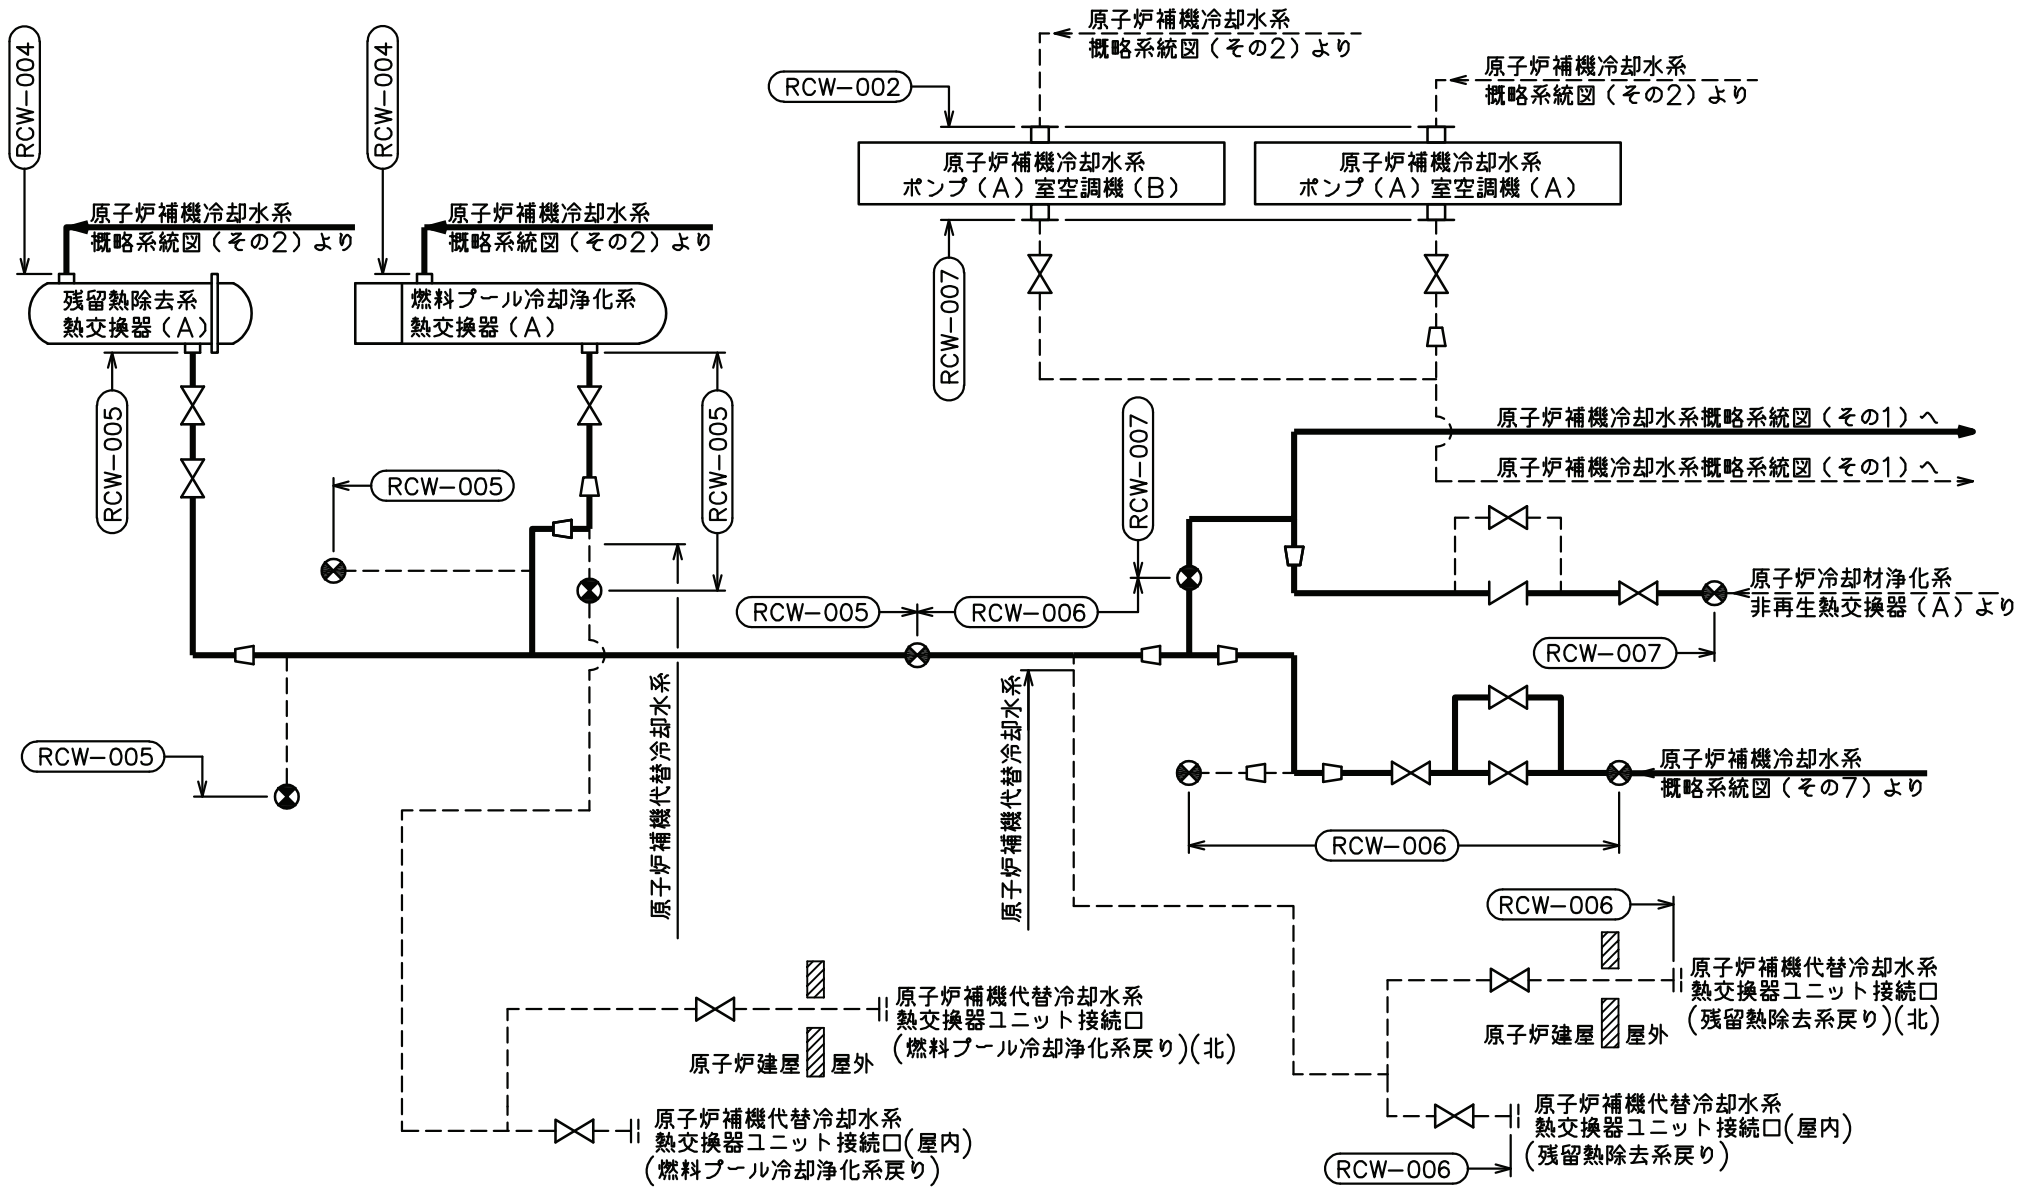 RCW-004
RCW-004
原子炉補機冷却水系
概略系統図（その2）より
原子炉補機冷却水系
概略系統図（その2）より
RCW-002
原子炉補機冷却水系
ポンプ（A）室空調機（B）
原子炉補機冷却水系
ポンプ（A）室空調機（A）
原子炉補機冷却水系
概略系統図（その2）より
原子炉補機冷却水系
概略系統図（その2）より
残留熱除去系
熱交換器（A）
燃料プール冷却浄化系
熱交換器（A）
RCW-007
RCW-005
RCW-005
RCW-005
RCW-007
原子炉補機冷却水系概略系統図（その1）へ
原子炉補機冷却水系概略系統図（その1）へ
原子炉冷却材浄化系
非再生熱交換器（A）より
RCW-005
RCW-006
RCW-007
原子炉補機代替冷却水系
原子炉補機代替冷却水系
RCW-005
原子炉補機冷却水系
概略系統図（その7）より
RCW-006
RCW-006
原子炉補機代替冷却水系
熱交換器ユニット接続口
(残留熱除去系戻り)(北)
原子炉建屋
屋外
原子炉補機代替冷却水系
熱交換器ユニット接続口
(燃料プール冷却浄化系戻り)(北)
原子炉建屋
屋外
原子炉補機代替冷却水系
熱交換器ユニット接続口(屋内)
(燃料プール冷却浄化系戻り)
原子炉補機代替冷却水系
熱交換器ユニット接続口(屋内)
(残留熱除去系戻り)
RCW-006